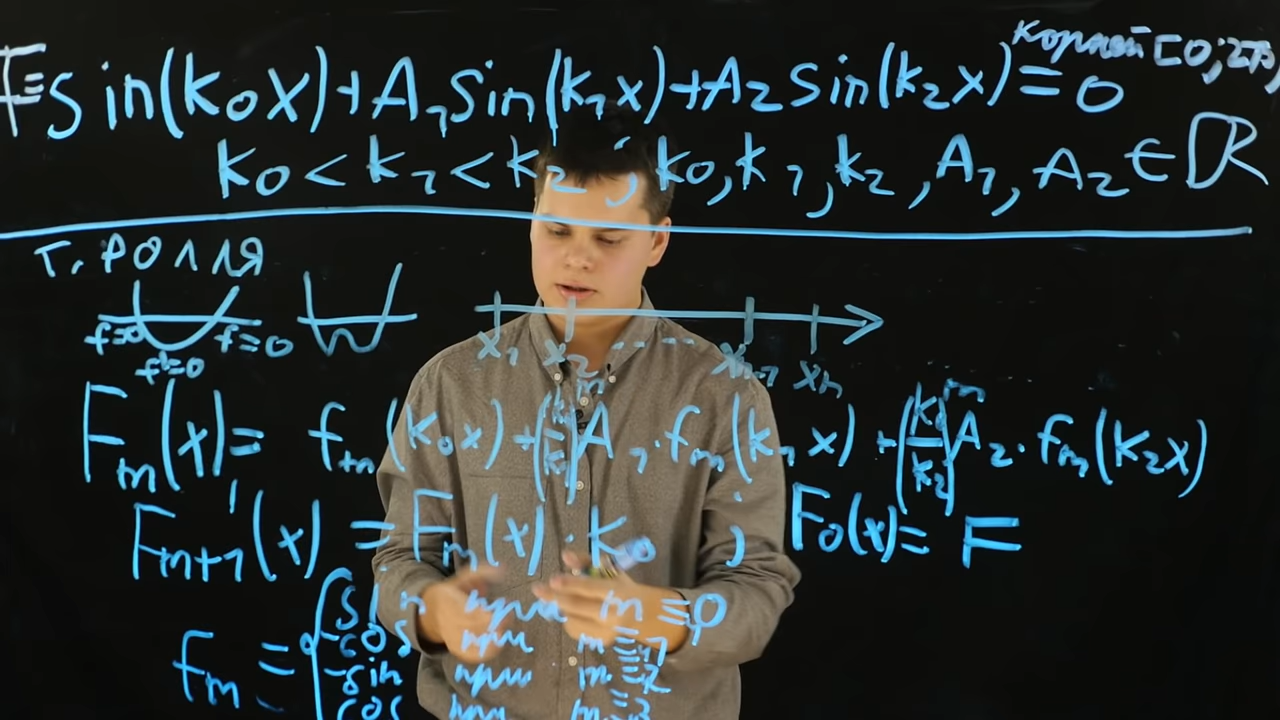 F= sin(k₀x)+A₁sin(k₁x)+A₂sin(k₂x)=0
корней [0;2π)
k₀<k₁<k₂; k₀,k₁,k₂,A₁,A₂∈ℝ
Т. РОЛЛЯ
f=0 f'=0 f=0
x₁ x₂ ---- xₙ₋₁ xₙ
Fₘ(x)= fₘ(k₀x)+(k₀/k₁)ᵐA₁·fₘ(k₁x)+(k₀/k₂)ᵐA₂·fₘ(k₂x)
Fₘ₊₁'(x)=Fₘ(x)·k₀; F₀(x)=F
fₘ = { sin при m≡0
-cos при m≡1
-sin при m≡2
cos при m≡3